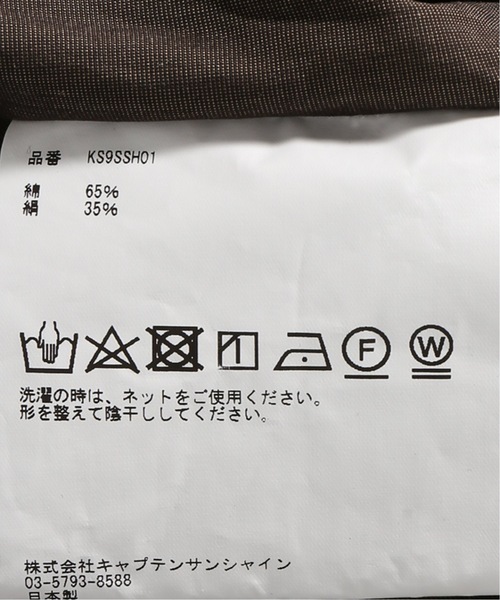 品番 KS9SSH01
綿 65%
絹 35%
F W
洗濯の時は、ネットをご使用ください。
形を整えて陰干ししてください。
株式会社キャプテンサンシャイン
03-5793-8588
日本製